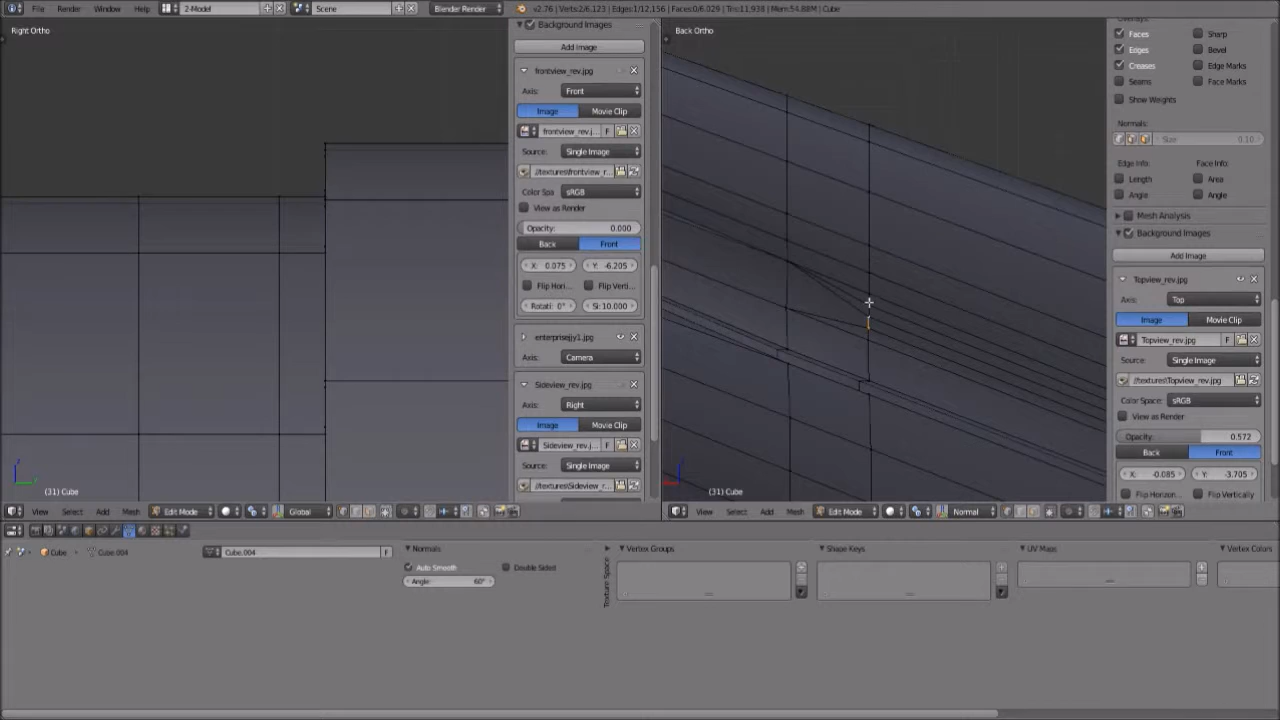 File Render Window Help 2-Model Scene Blender Render v2.76 | Verts:2/6,123 | Edges:1/12,156 | Faces:0/6,029 | Tris:11,938 | Mem:54.88M | Cube
Right Ortho
Background Images
Add Image
frontview_rev.jpg
Axis: Front
Image Movie Clip
frontview_rev.j... F
Source: Single Image
//textures\frontview_r...
Color Spa sRGB
View as Render
Opacity: 0.000
Back Front
X: 0.075 Y: -6.205
Flip Hori... Flip Verti...
Rotati: 0° Si: 10.000
enterprisejjy1.jpg
Axis: Camera
Sideview_rev.jpg
Axis: Right
Image Movie Clip
Sideview_rev.j... F
Source: Single Image
//textures\Sideview_r...
(31) Cube
View Select Add Mesh Edit Mode Global
Back Ortho
Faces Sharp
Edges Bevel
Creases Edge Marks
Seams Face Marks
Show Weights
Normals:
Size: 0.10
Edge Info: Face Info:
Length Area
Angle Angle
Mesh Analysis
Background Images
Add Image
Topview_rev.jpg
Axis: Top
Image Movie Clip
Topview_rev.jpg F
Source: Single Image
//textures\Topview_rev.jpg
Color Space: sRGB
View as Render
Opacity: 0.572
Back Front
X: -0.085 Y: -3.705
Flip Horizon... Flip Vertically
(31) Cube
View Select Add Mesh Edit Mode Normal
Cube Cube.004
Cube.004 F
Normals
Auto Smooth Double Sided
Angle: 60°
Texture Space
Vertex Groups
Shape Keys
UV Maps
Vertex Colors